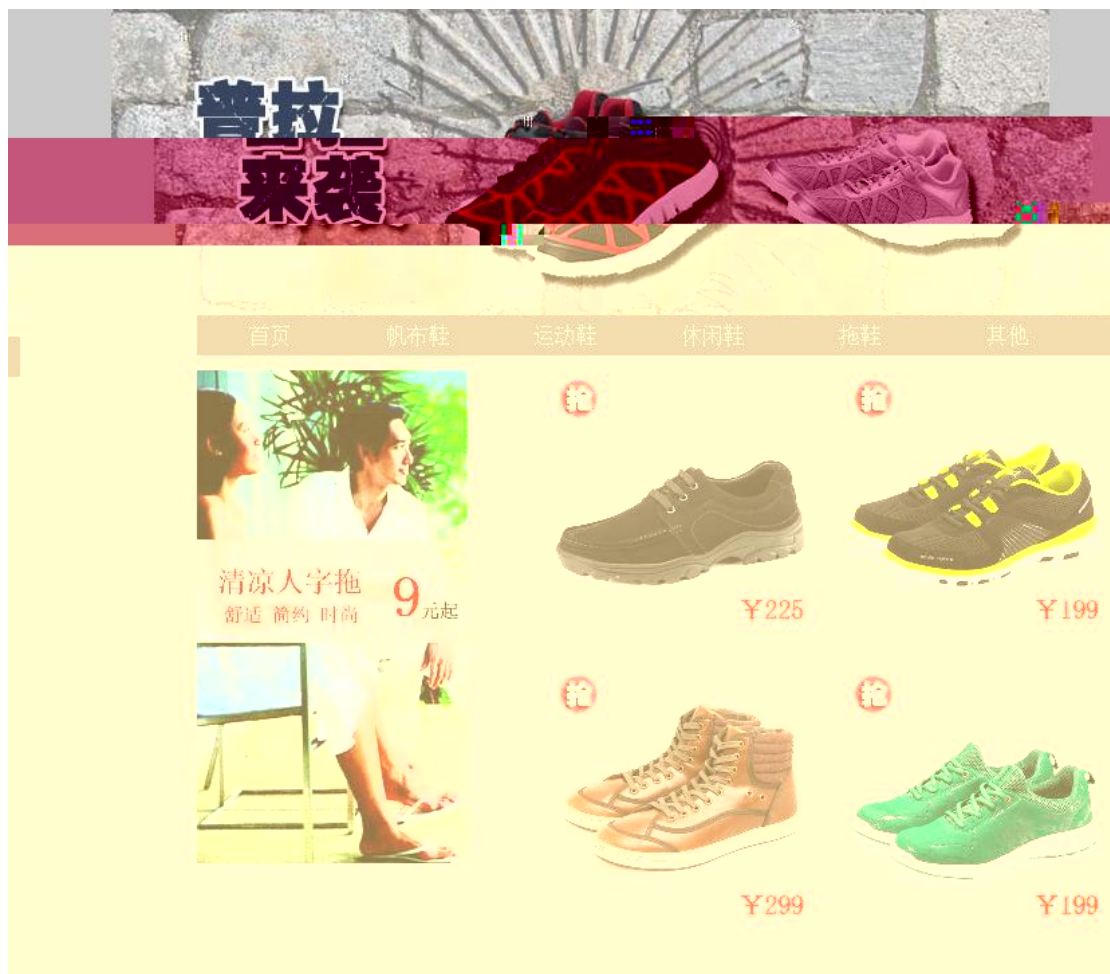 普拉
来袭
首页 帆布鞋 运动鞋 休闲鞋 拖鞋 其他
抢 抢
清凉人字拖
9元起
舒适 简约 时尚
¥225 ¥199
抢 抢
¥299 ¥199